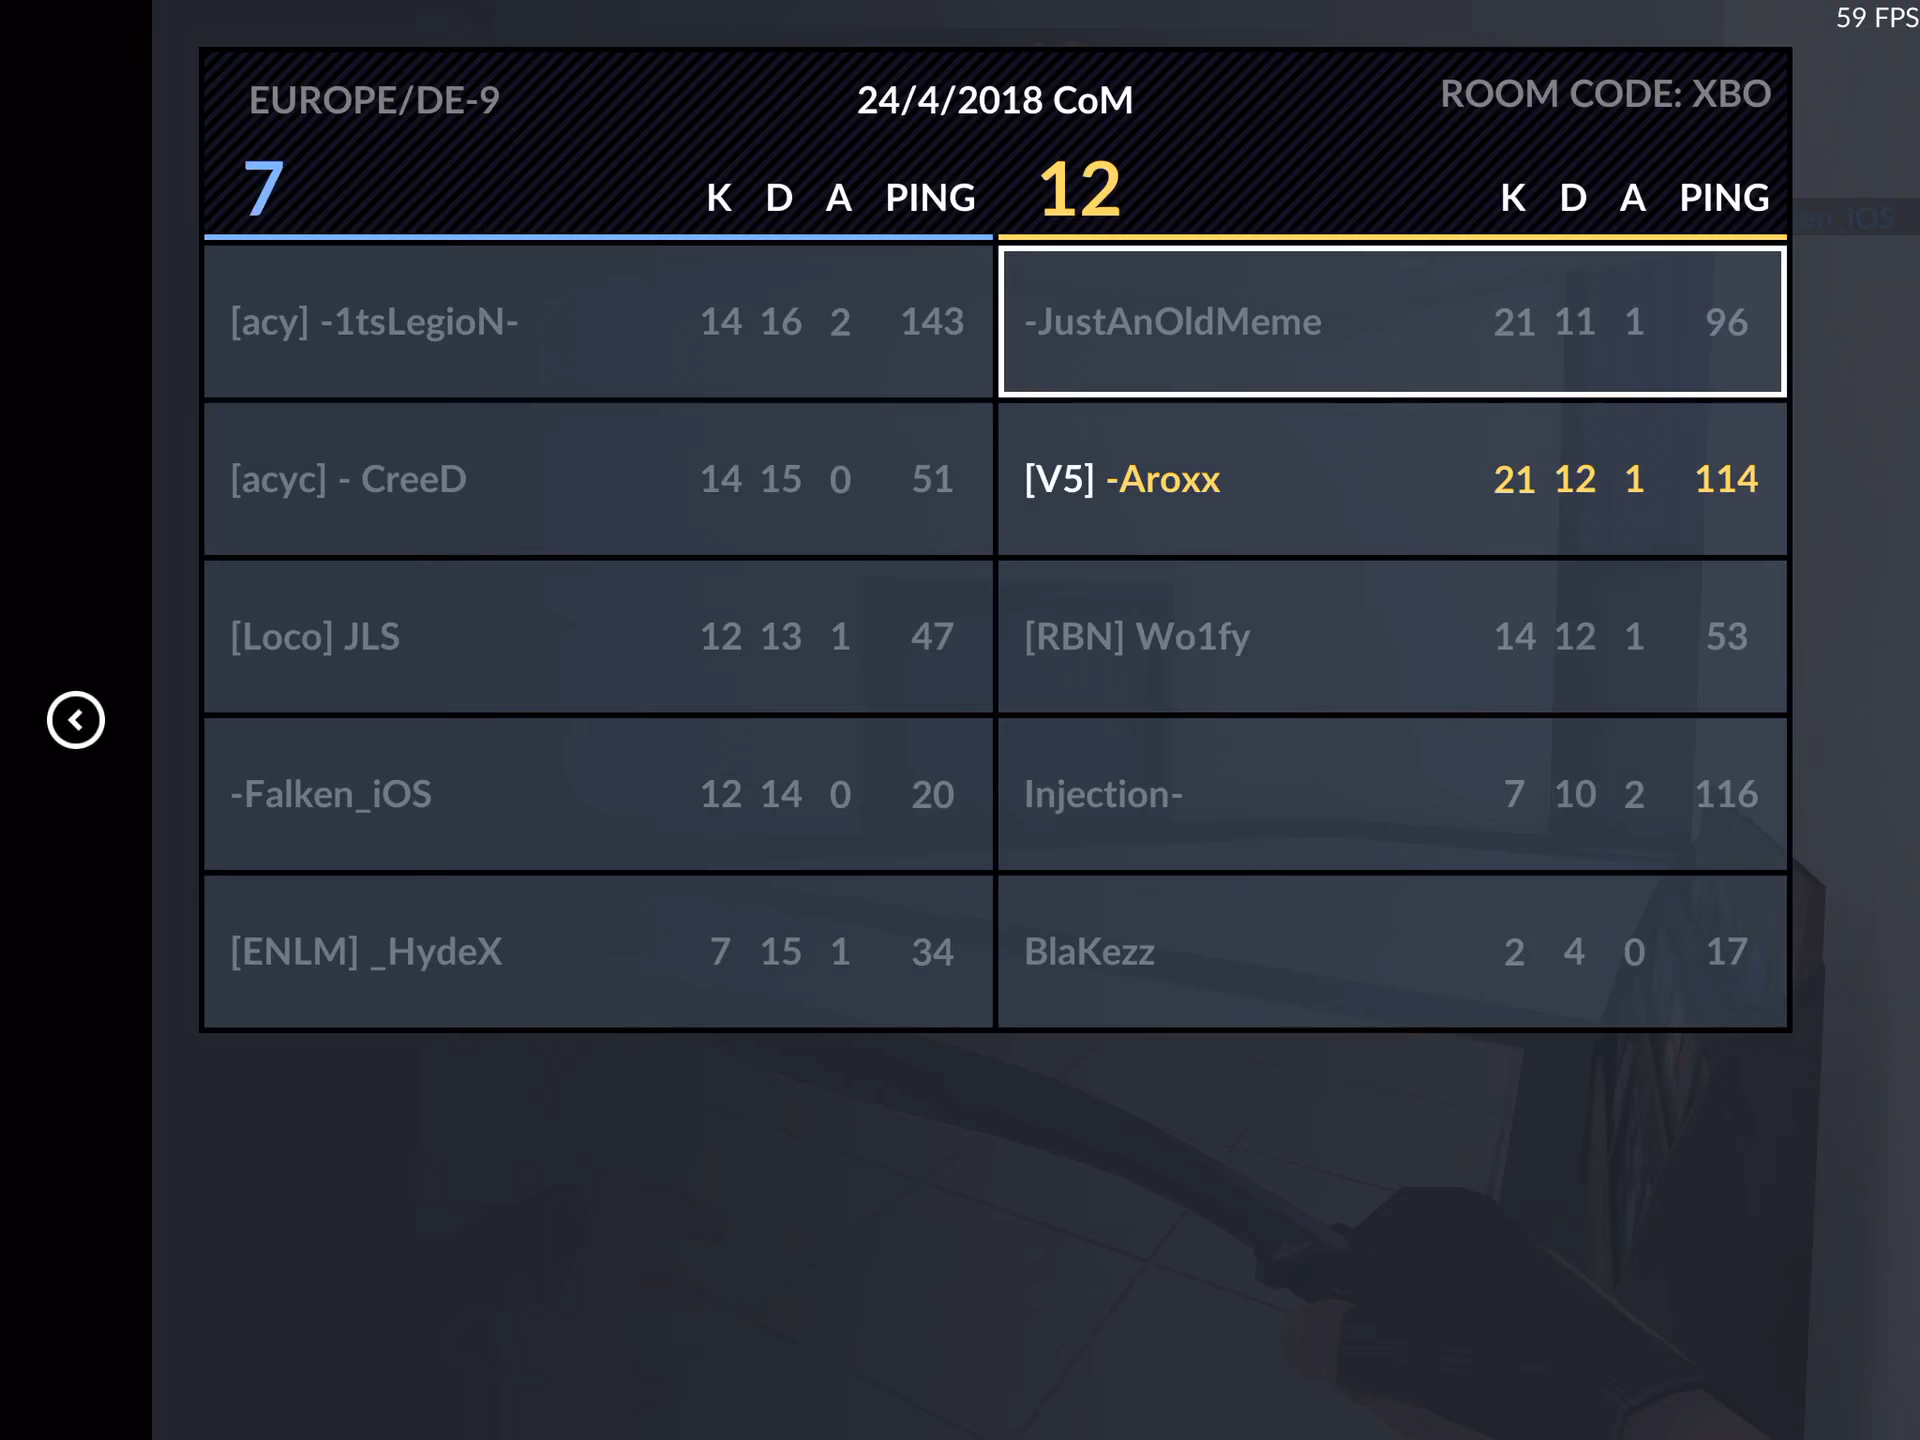 59 FPS
EUROPE/DE-9 24/4/2018 CoM ROOM CODE: XBO
7 K D A PING 12 K D A PING
[acy] -1tsLegioN- 14 16 2 143 -JustAnOldMeme 21 11 1 96
[acyc] - CreeD 14 15 0 51 [V5] -Aroxx 21 12 1 114
[Loco] JLS 12 13 1 47 [RBN] Wo1fy 14 12 1 53
-Falken_iOS 12 14 0 20 Injection- 7 10 2 116
[ENLM] _HydeX 7 15 1 34 BlaKezz 2 4 0 17